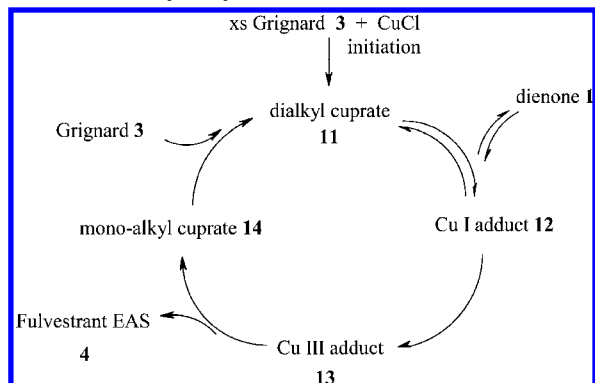 xs Grignard 3 + CuCl
initiation
dienone 1
dialkyl cuprate
11
Grignard 3
mono-alkyl cuprate 14
Cu I adduct 12
Fulvestrant EAS
4
Cu III adduct
13